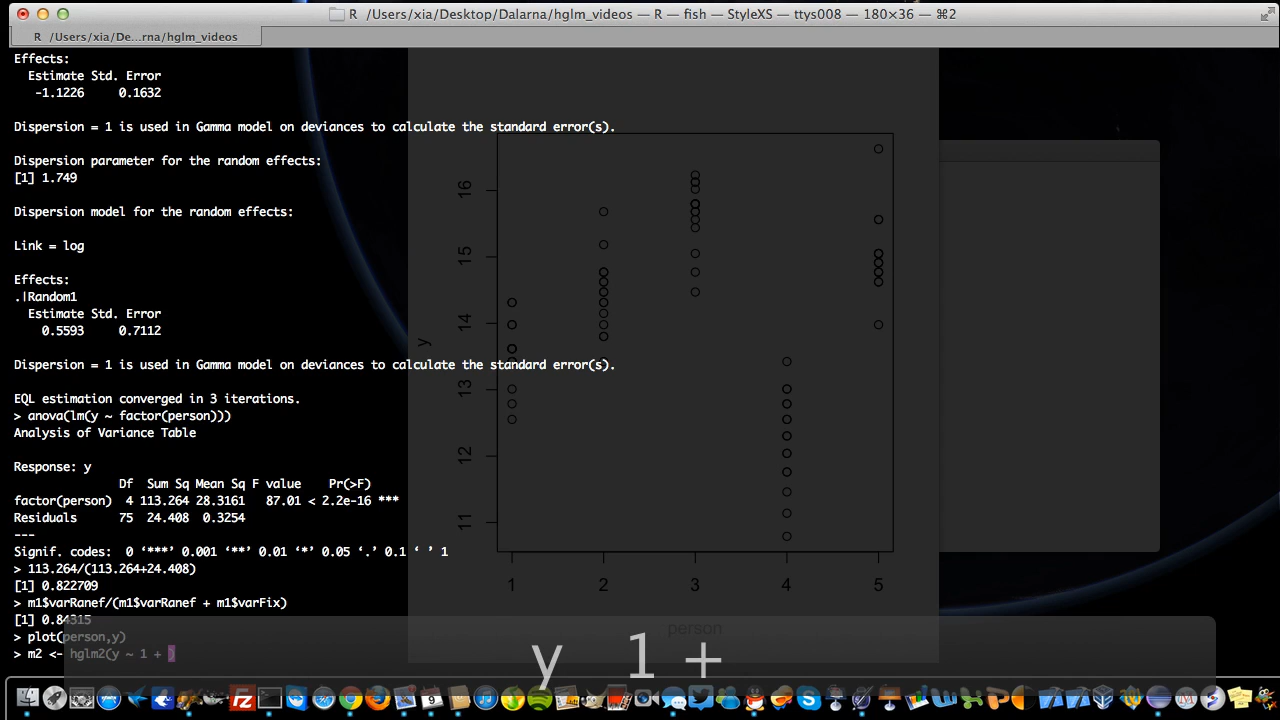 R /Users/xia/Desktop/Dalarna/hglm_videos — R — fish — StyleXS — ttys008 — 180×36 — ⌘2
R /Users/xia/De...rna/hglm_videos
Effects:
Estimate Std. Error
-1.1226 0.1632
Dispersion = 1 is used in Gamma model on deviances to calculate the standard error(s).
Dispersion parameter for the random effects:
[1] 1.749
Dispersion model for the random effects:
Link = log
Effects:
.|Random1
Estimate Std. Error
0.5593 0.7112
Dispersion = 1 is used in Gamma model on deviances to calculate the standard error(s).
EQL estimation converged in 3 iterations.
> anova(lm(y ~ factor(person)))
Analysis of Variance Table
Response: y
Df Sum Sq Mean Sq F value Pr(>F)
factor(person) 4 113.264 28.3161 87.01 < 2.2e-16 ***
Residuals 75 24.408 0.3254
---
Signif. codes: 0 ‘***’ 0.001 ‘**’ 0.01 ‘*’ 0.05 ‘.’ 0.1 ‘ ’ 1
> 113.264/(113.264+24.408)
[1] 0.822709
> m1$varRanef/(m1$varRanef + m1$varFix)
[1] 0.84315
> plot(person,y)
> m2 <- hglm2(y ~ 1 + )
y
16
15
14
13
12
11
1 2 3 4 5
person
y 1 +